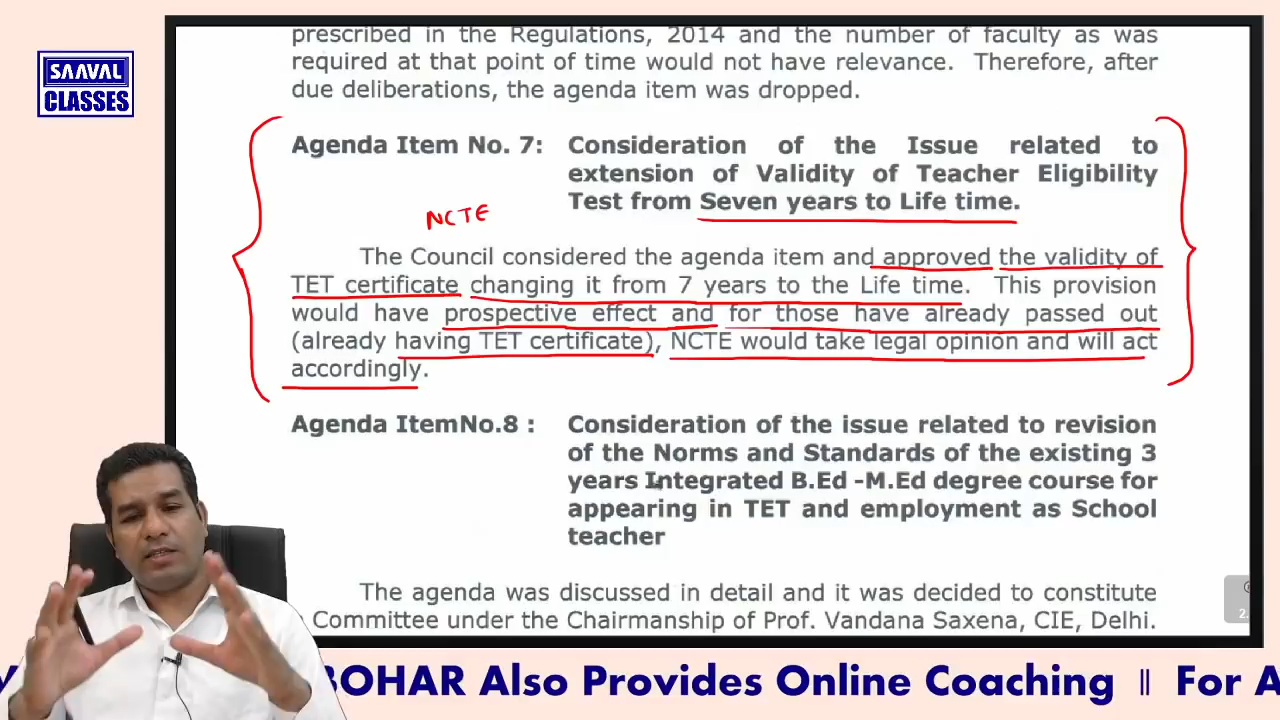 SAAVAL
CLASSES
prescribed in the Regulations, 2014 and the number of faculty as was
required at that point of time would not have relevance. Therefore, after
due deliberations, the agenda item was dropped.
Agenda Item No. 7: Consideration of the Issue related to
extension of Validity of Teacher Eligibility
Test from Seven years to Life time.
NCTE
The Council considered the agenda item and approved the validity of
TET certificate changing it from 7 years to the Life time. This provision
would have prospective effect and for those have already passed out
(already having TET certificate), NCTE would take legal opinion and will act
accordingly.
Agenda ItemNo.8 : Consideration of the issue related to revision
of the Norms and Standards of the existing 3
years Integrated B.Ed -M.Ed degree course for
appearing in TET and employment as School
teacher
The agenda was discussed in detail and it was decided to constitute
Committee under the Chairmanship of Prof. Vandana Saxena, CIE, Delhi.
BOHAR Also Provides Online Coaching || For A